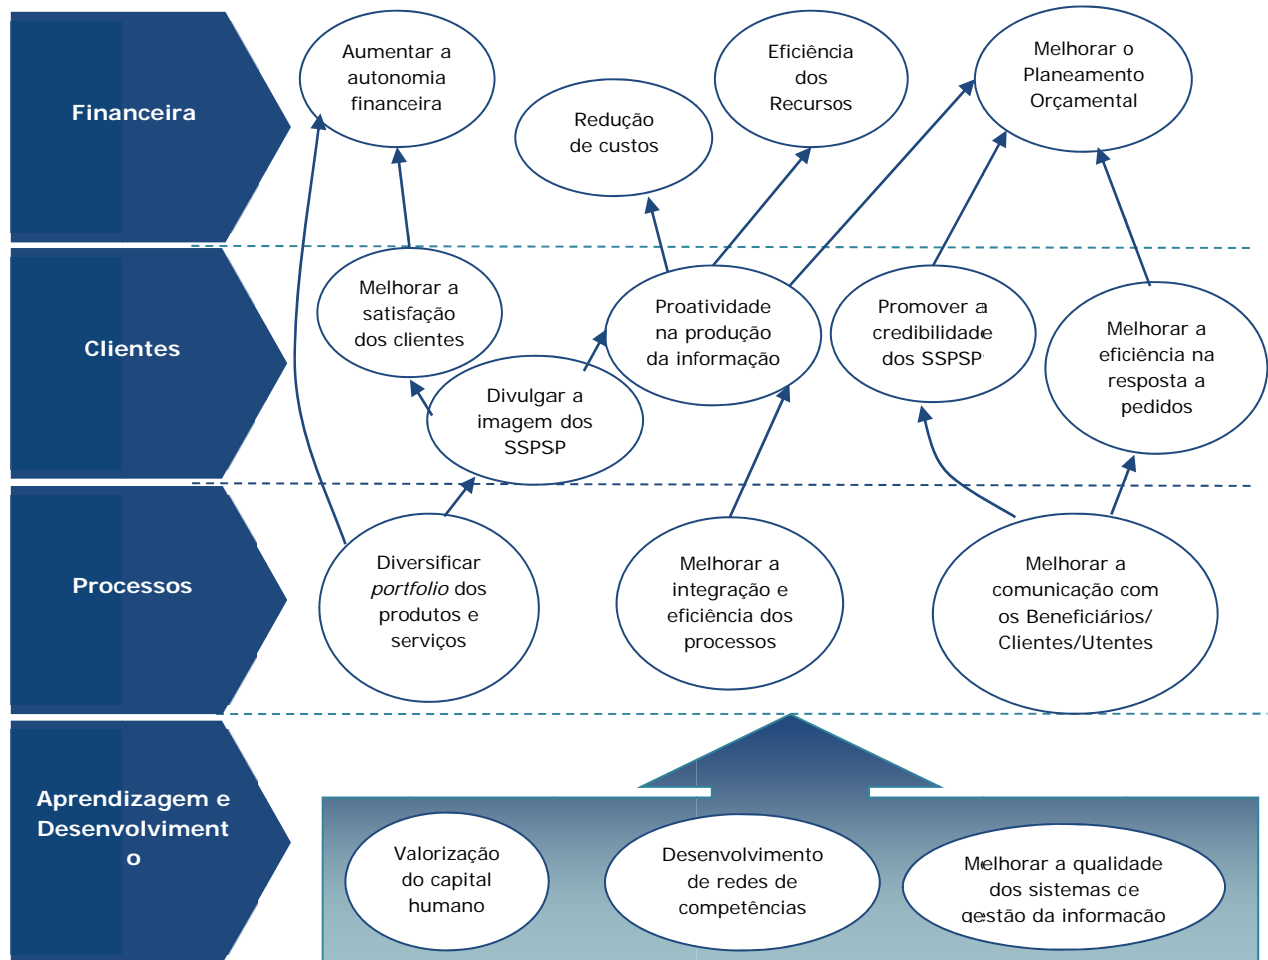 Financeira
Aumentar a
autonomia
financeira
Redução
de custos
Eficiência
dos
Recursos
Melhorar o
Planeamento
Orçamental
Clientes
Melhorar a
satisfação
dos clientes
Divulgar a
imagem dos
SSPSP
Proatividade
na produção
da informação
Promover a
credibilidade
dos SSPSP
Melhorar a
eficiência na
resposta a
pedidos
Processos
Diversificar
portfolio dos
produtos e
serviços
Melhorar a
integração e
eficiência dos
processos
Melhorar a
comunicação com
os Beneficiários/
Clientes/Utentes
Aprendizagem e
Desenvolviment
o
Valorização
do capital
humano
Desenvolvimento
de redes de
competências
Melhorar a qualidade
dos sistemas de
gestão da informação